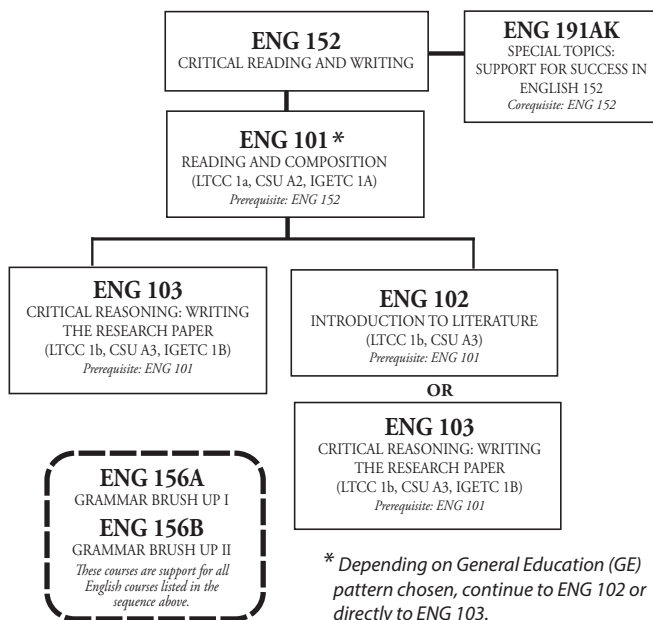 ENG 152
CRITICAL READING AND WRITING
ENG 191AK
SPECIAL TOPICS:
SUPPORT FOR SUCCESS IN
ENGLISH 152
Corequisite: ENG 152
ENG 101*
READING AND COMPOSITION
(LTCC 1a, CSU A2, IGETC 1A)
Prerequisite: ENG 152
ENG 103
CRITICAL REASONING: WRITING
THE RESEARCH PAPER
(LTCC 1b, CSU A3, IGETC 1B)
Prerequisite: ENG 101
ENG 102
INTRODUCTION TO LITERATURE
(LTCC 1b, CSU A3)
Prerequisite: ENG 101
OR
ENG 103
CRITICAL REASONING: WRITING
THE RESEARCH PAPER
(LTCC 1b, CSU A3, IGETC 1B)
Prerequisite: ENG 101
ENG 156A
GRAMMAR BRUSH UP I
ENG 156B
GRAMMAR BRUSH UP II
These courses are support for all
English courses listed in the
sequence above.
* Depending on General Education (GE)
pattern chosen, continue to ENG 102 or
directly to ENG 103.